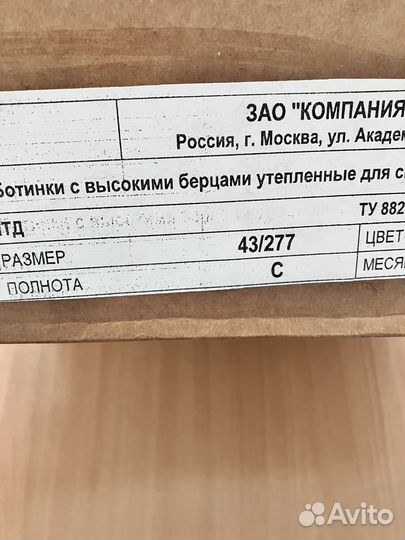 ЗАО "КОМПАНИЯ
Россия, г. Москва, ул. Академ
Ботинки с высокими берцами утепленные для с
ТУ 882
РАЗМЕР 43/277 ЦВЕТ
ПОЛНОТА С МЕСЯ
Avito